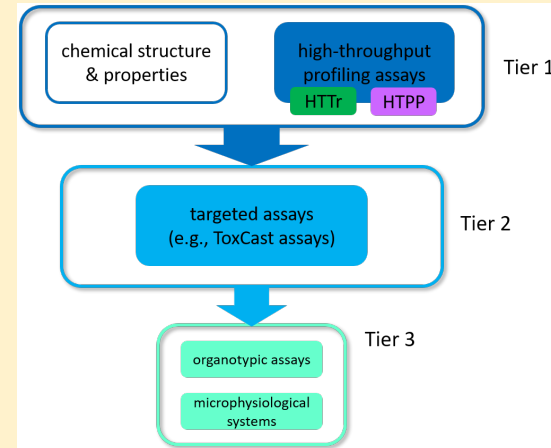 chemical structure
& properties
high-throughput
profiling assays
HTTr
HTPP
Tier 1
targeted assays
(e.g., ToxCast assays)
Tier 2
Tier 3
organotypic assays
microphysiological
systems